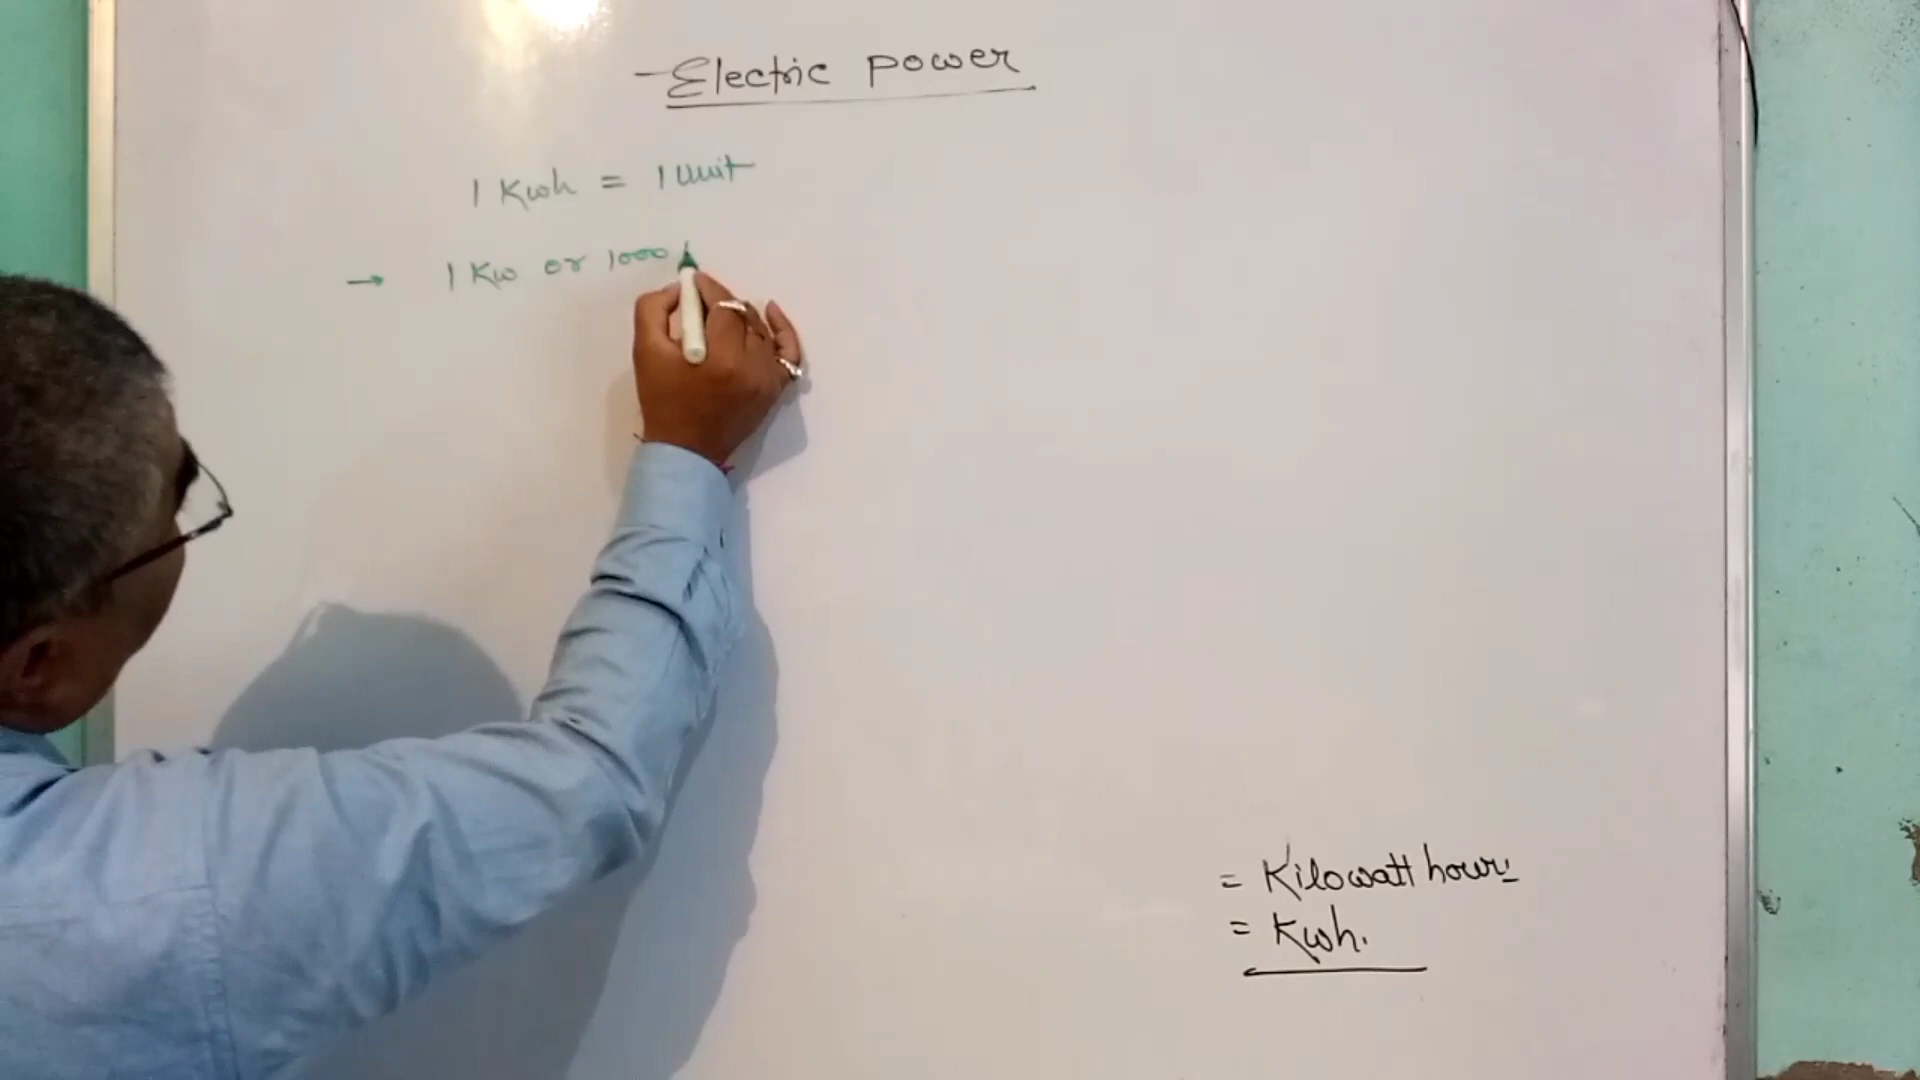 Electric power
1 Kwh = 1 Unit
→ 1 Kw or 1000
= Kilowatt hour
= Kwh.